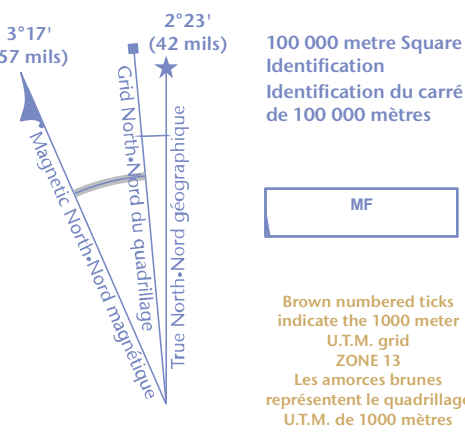 3°17'
57 mils)
2°23'
(42 mils)
Magnetic North•Nord magnétique
Grid North•Nord du quadrillage
True North•Nord géographique
100 000 metre Square
Identification
Identification du carré
de 100 000 mètres
MF
Brown numbered ticks
indicate the 1000 meter
U.T.M. grid
ZONE 13
Les amorces brunes
représentent le quadrillage
U.T.M. de 1000 mètres